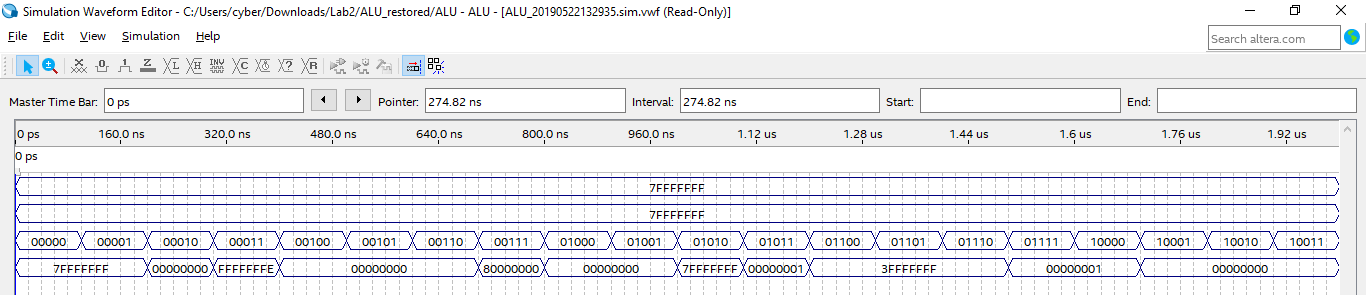 Simulation Waveform Editor - C:/Users/cyber/Downloads/Lab2/ALU_restored/ALU - ALU - [ALU_20190522132935.sim.vwf (Read-Only)]
File Edit View Simulation Help
Search altera.com
Master Time Bar: 0 ps Pointer: 274.82 ns Interval: 274.82 ns Start: End:
0 ps 160.0 ns 320.0 ns 480.0 ns 640.0 ns 800.0 ns 960.0 ns 1.12 us 1.28 us 1.44 us 1.6 us 1.76 us 1.92 us
0 ps
7FFFFFFF
7FFFFFFF
00000 00001 00010 00011 00100 00101 00110 00111 01000 01001 01010 01011 01100 01101 01110 01111 10000 10001 10010 10011
7FFFFFFF 00000000 FFFFFFFE 00000000 80000000 00000000 7FFFFFFF 00000001 3FFFFFFF 00000001 00000000